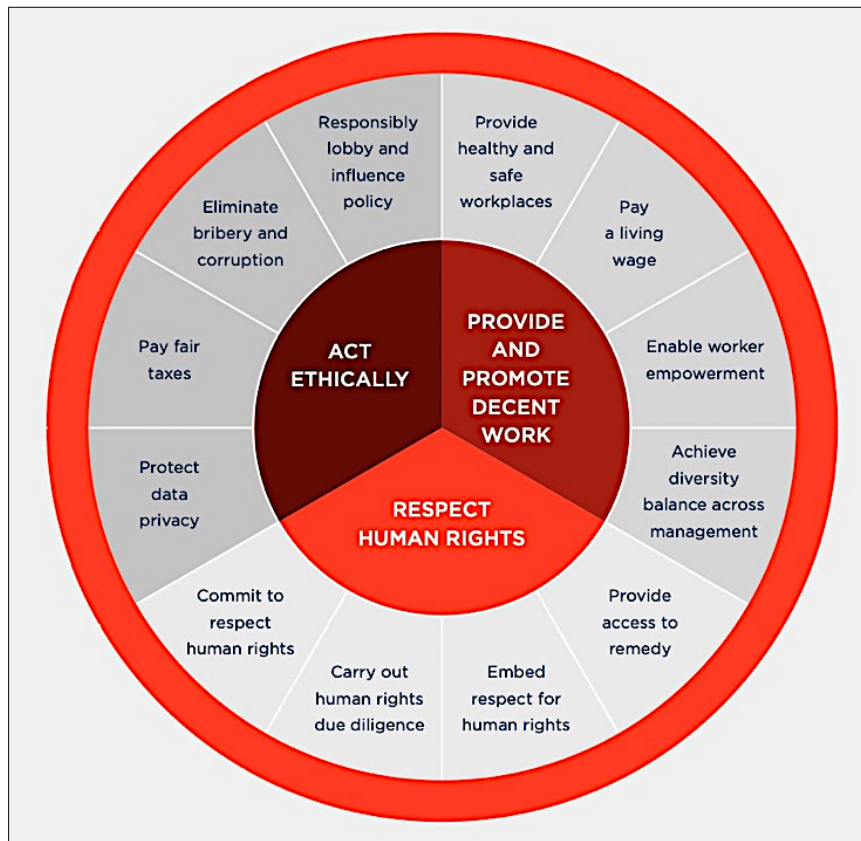 ACT
ETHICALLY
PROVIDE
AND
PROMOTE
DECENT
WORK
RESPECT
HUMAN RIGHTS
Provide
healthy and
safe
workplaces
Pay
a living
wage
Enable worker
empowerment
Achieve
diversity
balance across
management
Provide
access to
remedy
Embed
respect for
human rights
Carry out
human rights
due diligence
Commit to
respect
human rights
Protect
data
privacy
Pay fair
taxes
Eliminate
bribery and
corruption
Responsibly
lobby and
influence
policy